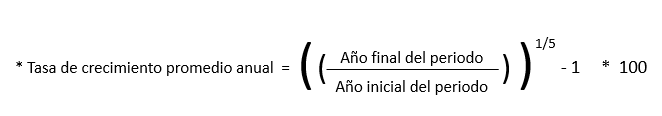 * Tasa de crecimiento promedio anual = ((Año final del periodo / Año inicial del periodo))^1/5 - 1 * 100